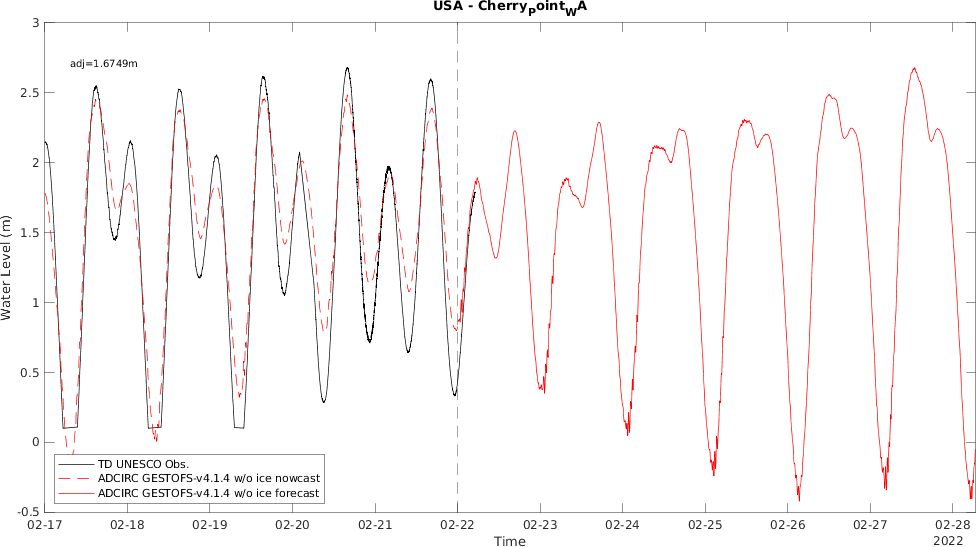 USA - CherryPointWA
adj=1.6749m
3
2.5
2
1.5
1
0.5
0
-0.5
Water Level (m)
TD UNESCO Obs.
ADCIRC GESTOFS-v4.1.4 w/o ice nowcast
ADCIRC GESTOFS-v4.1.4 w/o ice forecast
02-17 02-18 02-19 02-20 02-21 02-22 02-23 02-24 02-25 02-26 02-27 02-28
Time
2022